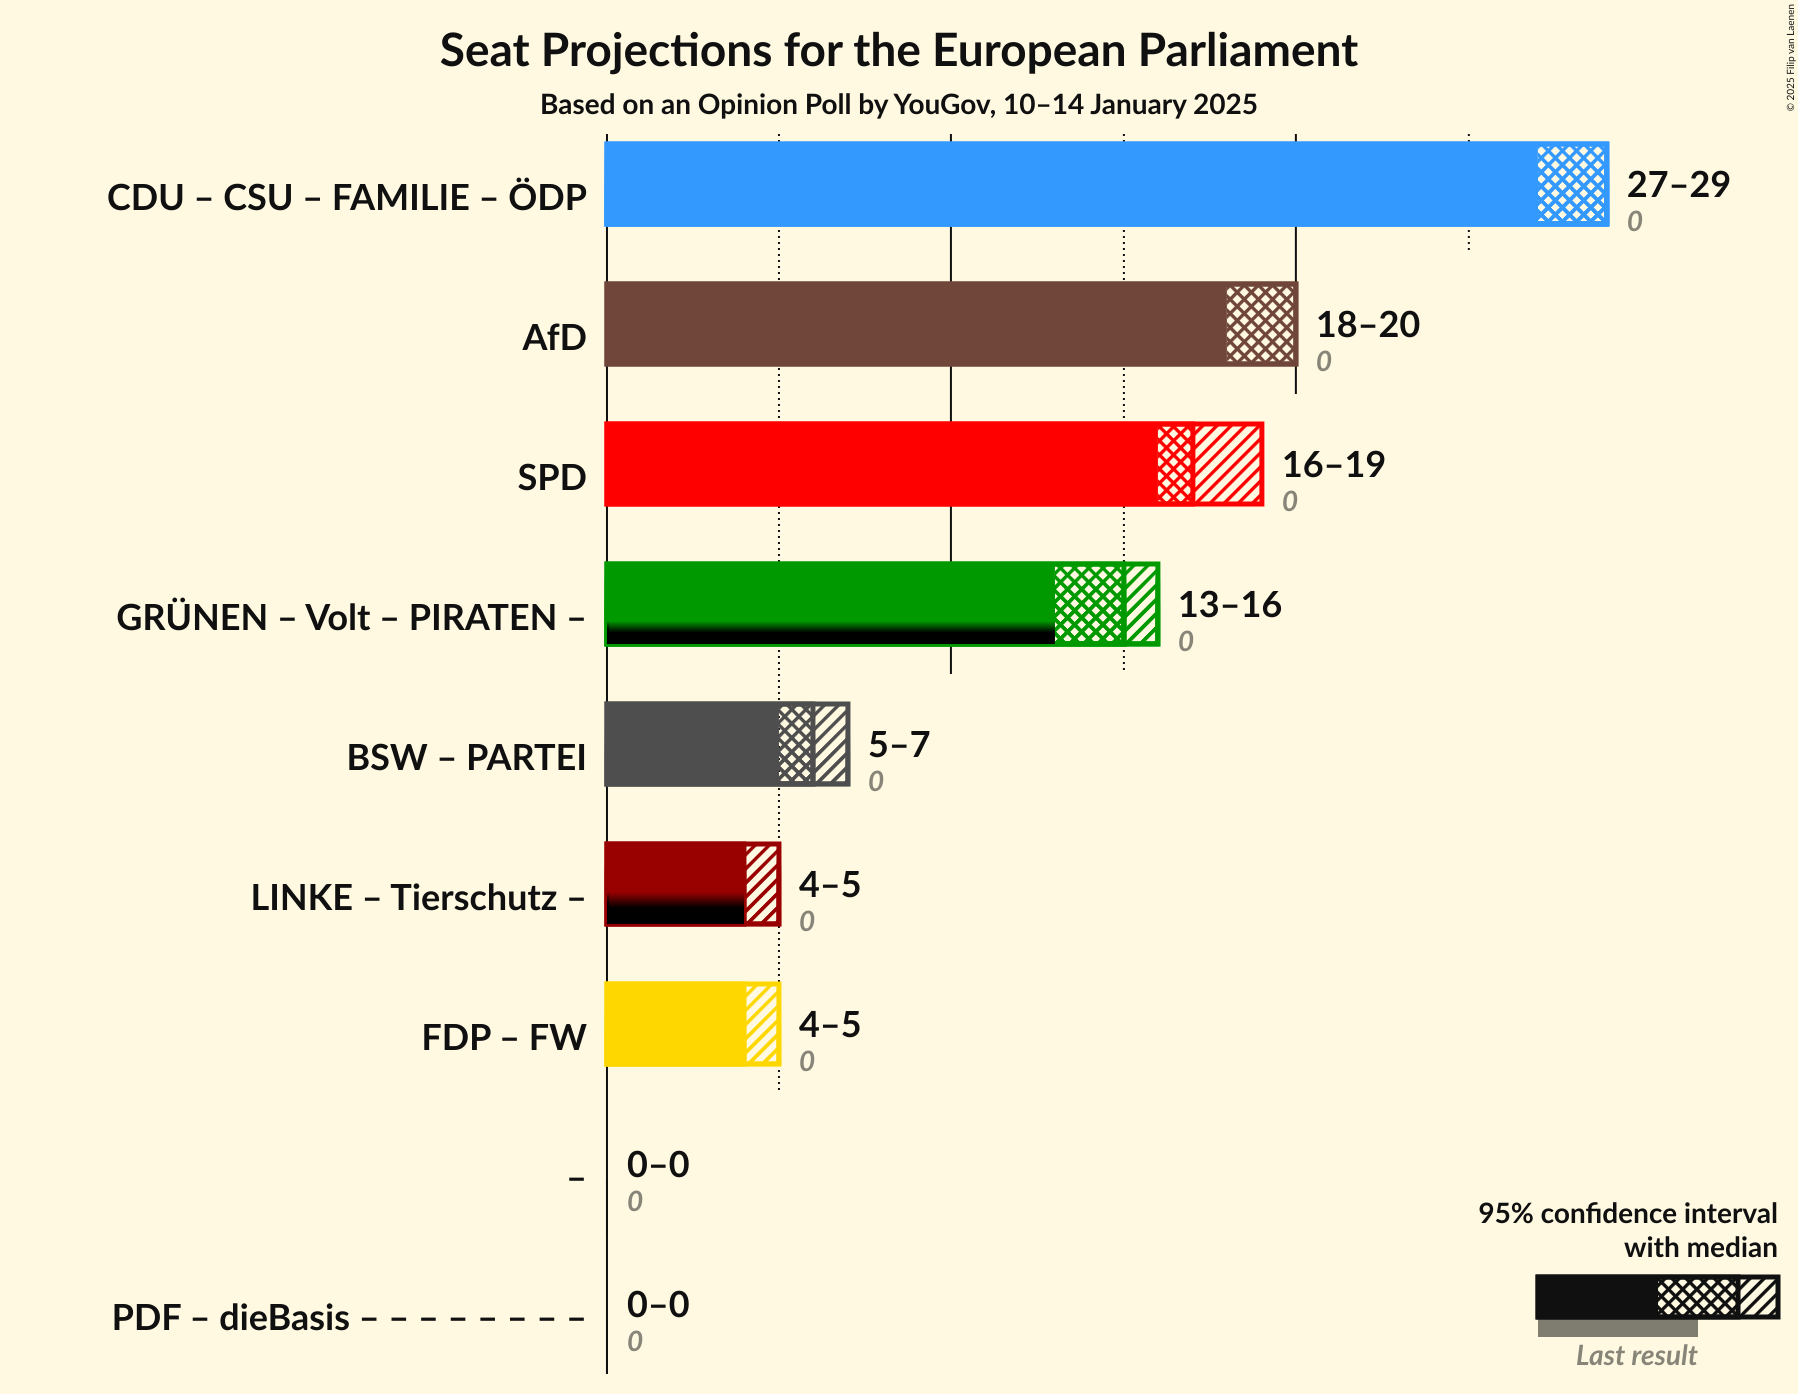 Seat Projections for the European Parliament
Based on an Opinion Poll by YouGov, 10–14 January 2025
© 2025 Filip van Laenen
CDU – CSU – FAMILIE – ÖDP
27–29
0
AfD
18–20
0
SPD
16–19
0
GRÜNEN – Volt – PIRATEN –
13–16
0
BSW – PARTEI
5–7
0
LINKE – Tierschutz –
4–5
0
FDP – FW
4–5
0
–
0–0
0
PDF – dieBasis – – – – – – – –
0–0
0
95% confidence interval
with median
Last result